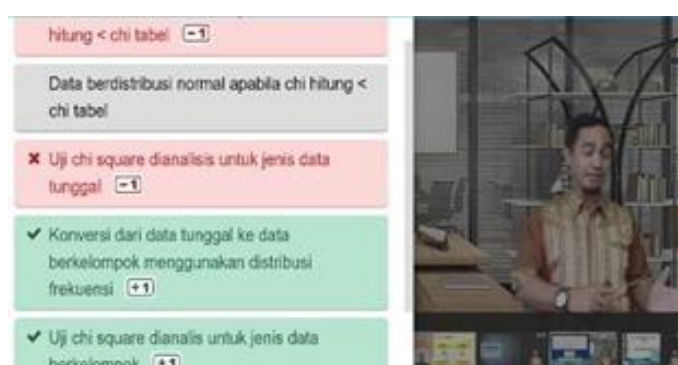 hitung < chi tabel -1
Data berdistribusi normal apabila chi hitung <
chi tabel
✖ Uji chi square dianalisis untuk jenis data
tunggal -1
✔ Konversi dari data tunggal ke data
berkelompok menggunakan distribusi
frekuensi +1
✔ Uji chi square dianalis untuk jenis data
berkelompok +1